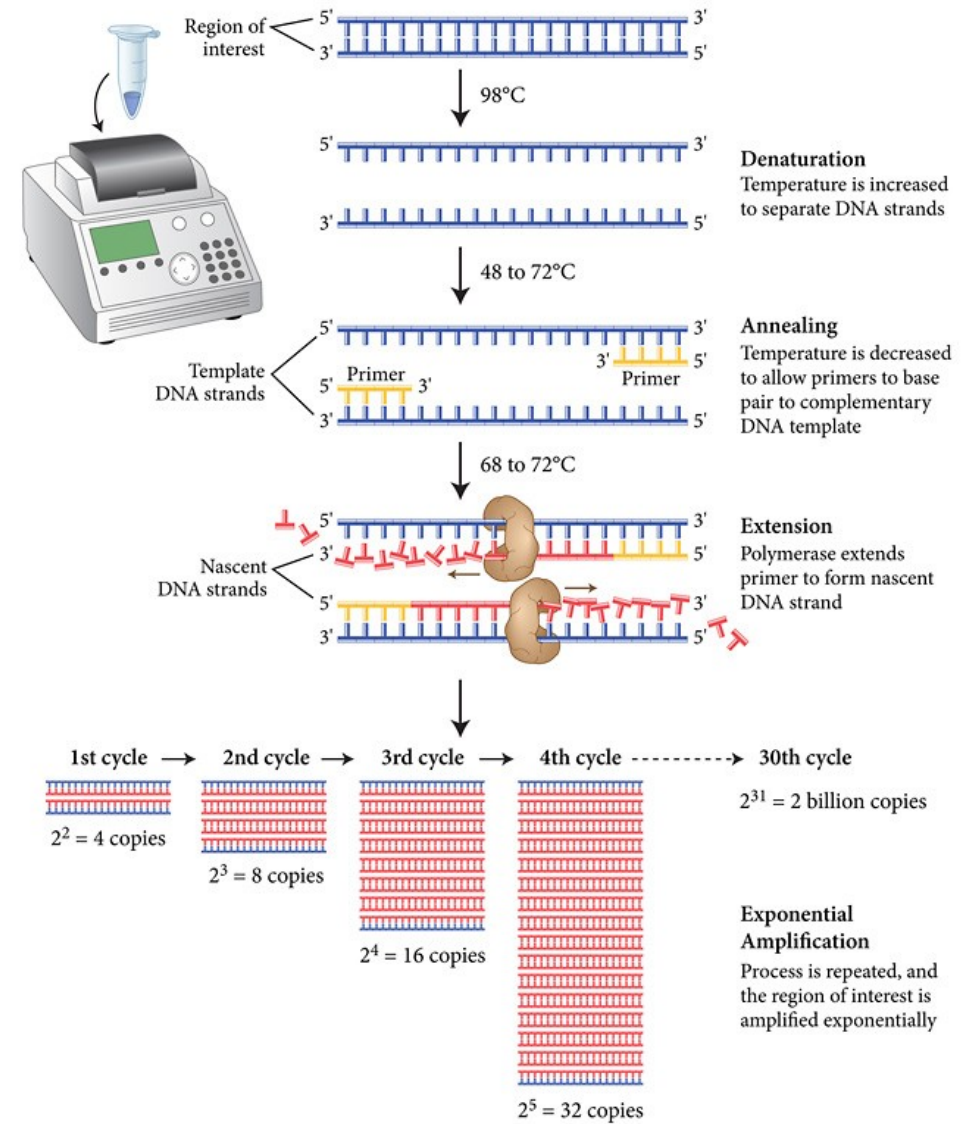 Region of
interest
5'
3'
3'
5'
98°C
5'
3'
3'
5'
Denaturation
Temperature is increased
to separate DNA strands
48 to 72°C
5'
3'
3'
5'
Primer
Template
DNA strands
Primer
5'
3'
3'
5'
Annealing
Temperature is decreased
to allow primers to base
pair to complementary
DNA template
68 to 72°C
5'
3'
3'
5'
Nascent
DNA strands
5'
3'
3'
5'
Extension
Polymerase extends
primer to form nascent
DNA strand
1st cycle
2nd cycle
3rd cycle
4th cycle
30th cycle
2² = 4 copies
2³ = 8 copies
2⁴ = 16 copies
2⁵ = 32 copies
2³¹ = 2 billion copies
Exponential
Amplification
Process is repeated, and
the region of interest is
amplified exponentially